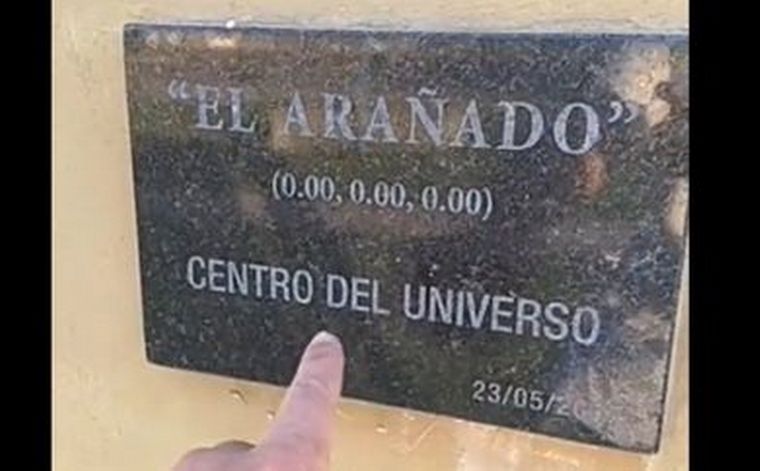 “EL ARAÑADO”
(0.00, 0.00, 0.00)
CENTRO DEL UNIVERSO
23/05/2